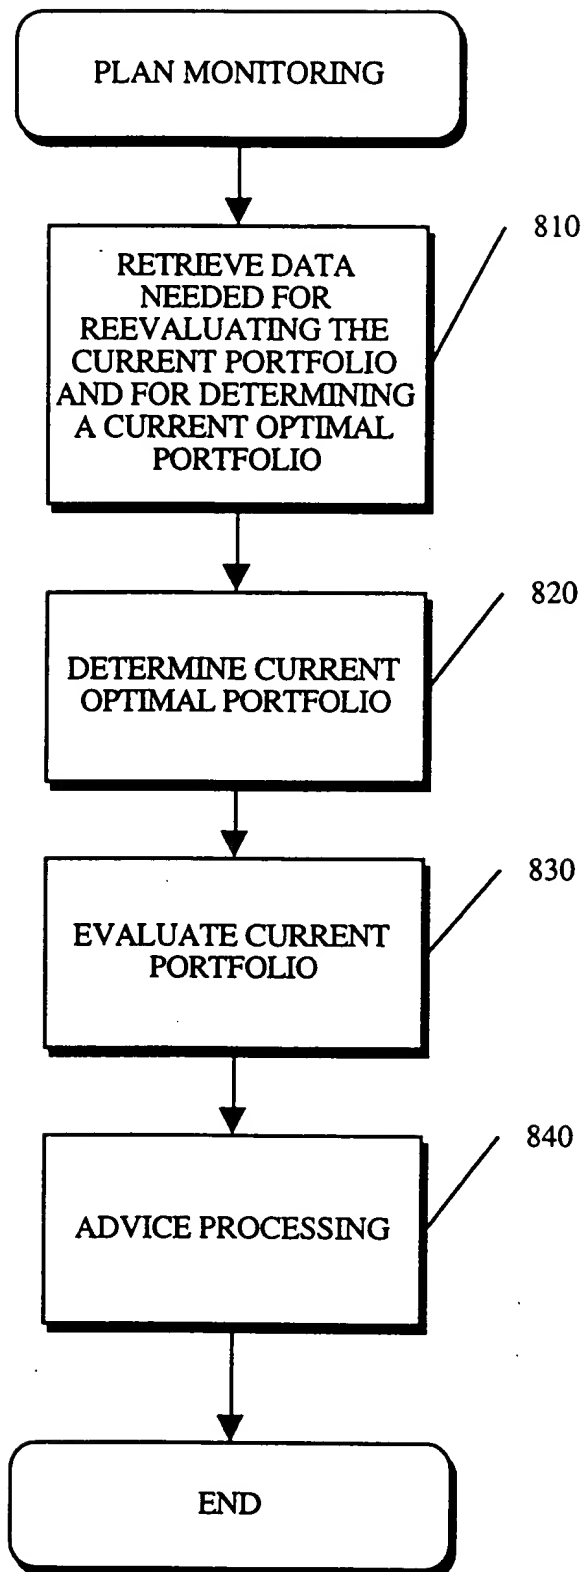 PLAN MONITORING
810
RETRIEVE DATA
NEEDED FOR
REEVALUATING THE
CURRENT PORTFOLIO
AND FOR DETERMINING
A CURRENT OPTIMAL
PORTFOLIO
820
DETERMINE CURRENT
OPTIMAL PORTFOLIO
830
EVALUATE CURRENT
PORTFOLIO
840
ADVICE PROCESSING
END